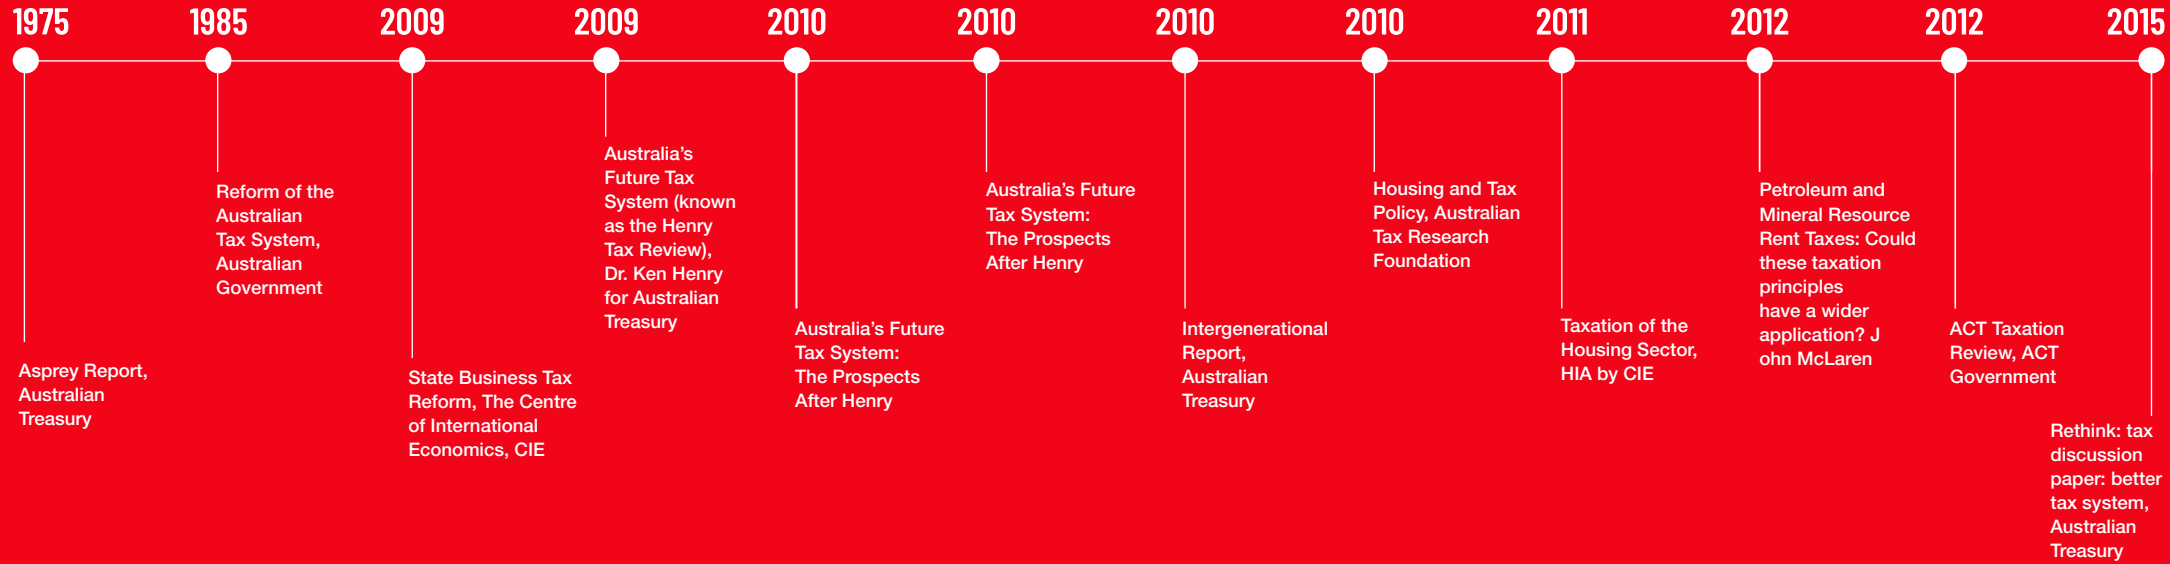 1975
1985
2009
2009
2010
2010
2010
2010
2011
2012
2012
2015
Asprey Report,
Australian
Treasury
Reform of the
Australian
Tax System,
Australian
Government
State Business Tax
Reform, The Centre
of International
Economics, CIE
Australia’s
Future Tax
System (known
as the Henry
Tax Review),
Dr. Ken Henry
for Australian
Treasury
Australia’s Future
Tax System:
The Prospects
After Henry
Australia’s Future
Tax System:
The Prospects
After Henry
Intergenerational
Report,
Australian
Treasury
Housing and Tax
Policy, Australian
Tax Research
Foundation
Taxation of the
Housing Sector,
HIA by CIE
Petroleum and
Mineral Resource
Rent Taxes: Could
these taxation
principles
have a wider
application? J
ohn McLaren
ACT Taxation
Review, ACT
Government
Rethink: tax
discussion
paper: better
tax system,
Australian
Treasury